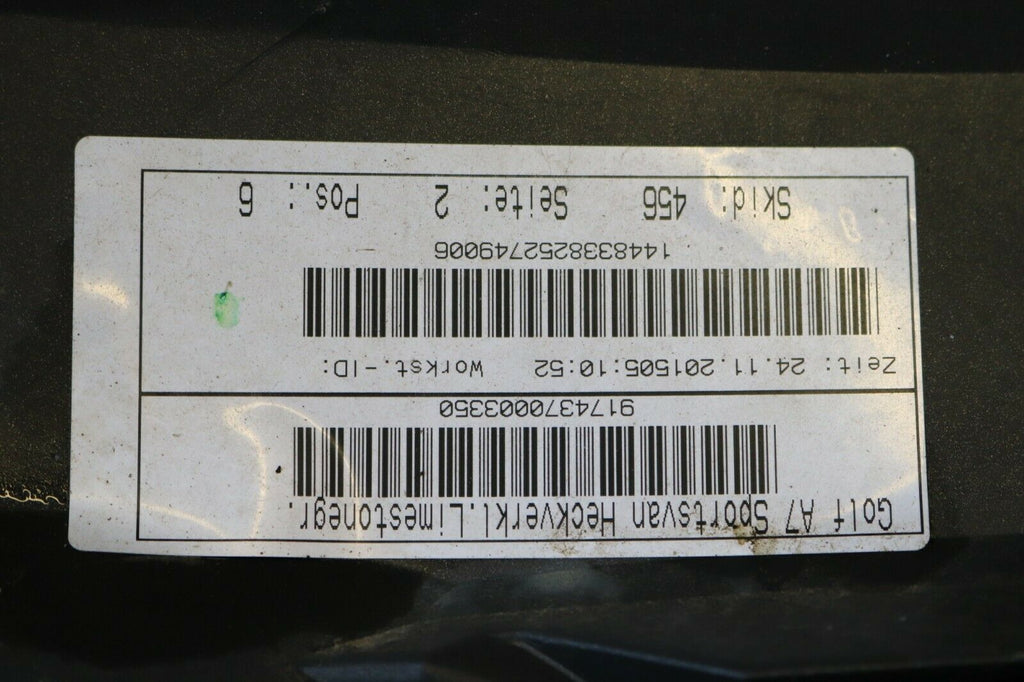 Golf A7 Sportsvan Heckverkl.Limestonegr.
9174370003350
Zeit: 24.11.201505:10:52 Workst.-ID:
1448338252749006
Skid: 456 Seite: 2 Pos.: 6